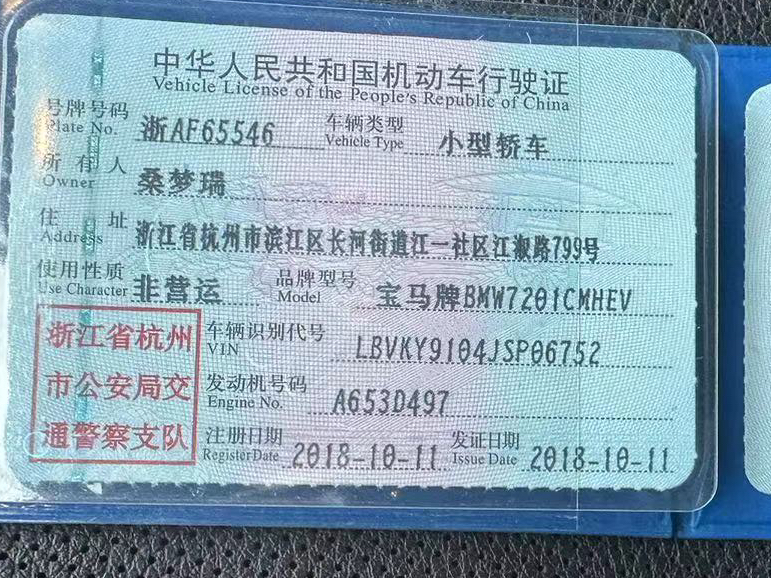 中华人民共和国机动车行驶证
Vehicle License of the People's Republic of China
号牌号码 浙AF65546 车辆类型 小型轿车
Plate No. Vehicle Type
所有人 桑梦瑞
Owner
住址 浙江省杭州市滨江区长河街道江一社区江淑路799号
Address
使用性质 非营运 品牌型号 宝马牌BMW7201CMHEV
Use Character Model
浙江省杭州 车辆识别代号 LBVKY9104JSP06752
VIN
市公安局交 发动机号码 A653D497
Engine No.
通警察支队 注册日期 2018-10-11 发证日期 2018-10-11
Register Date Issue Date